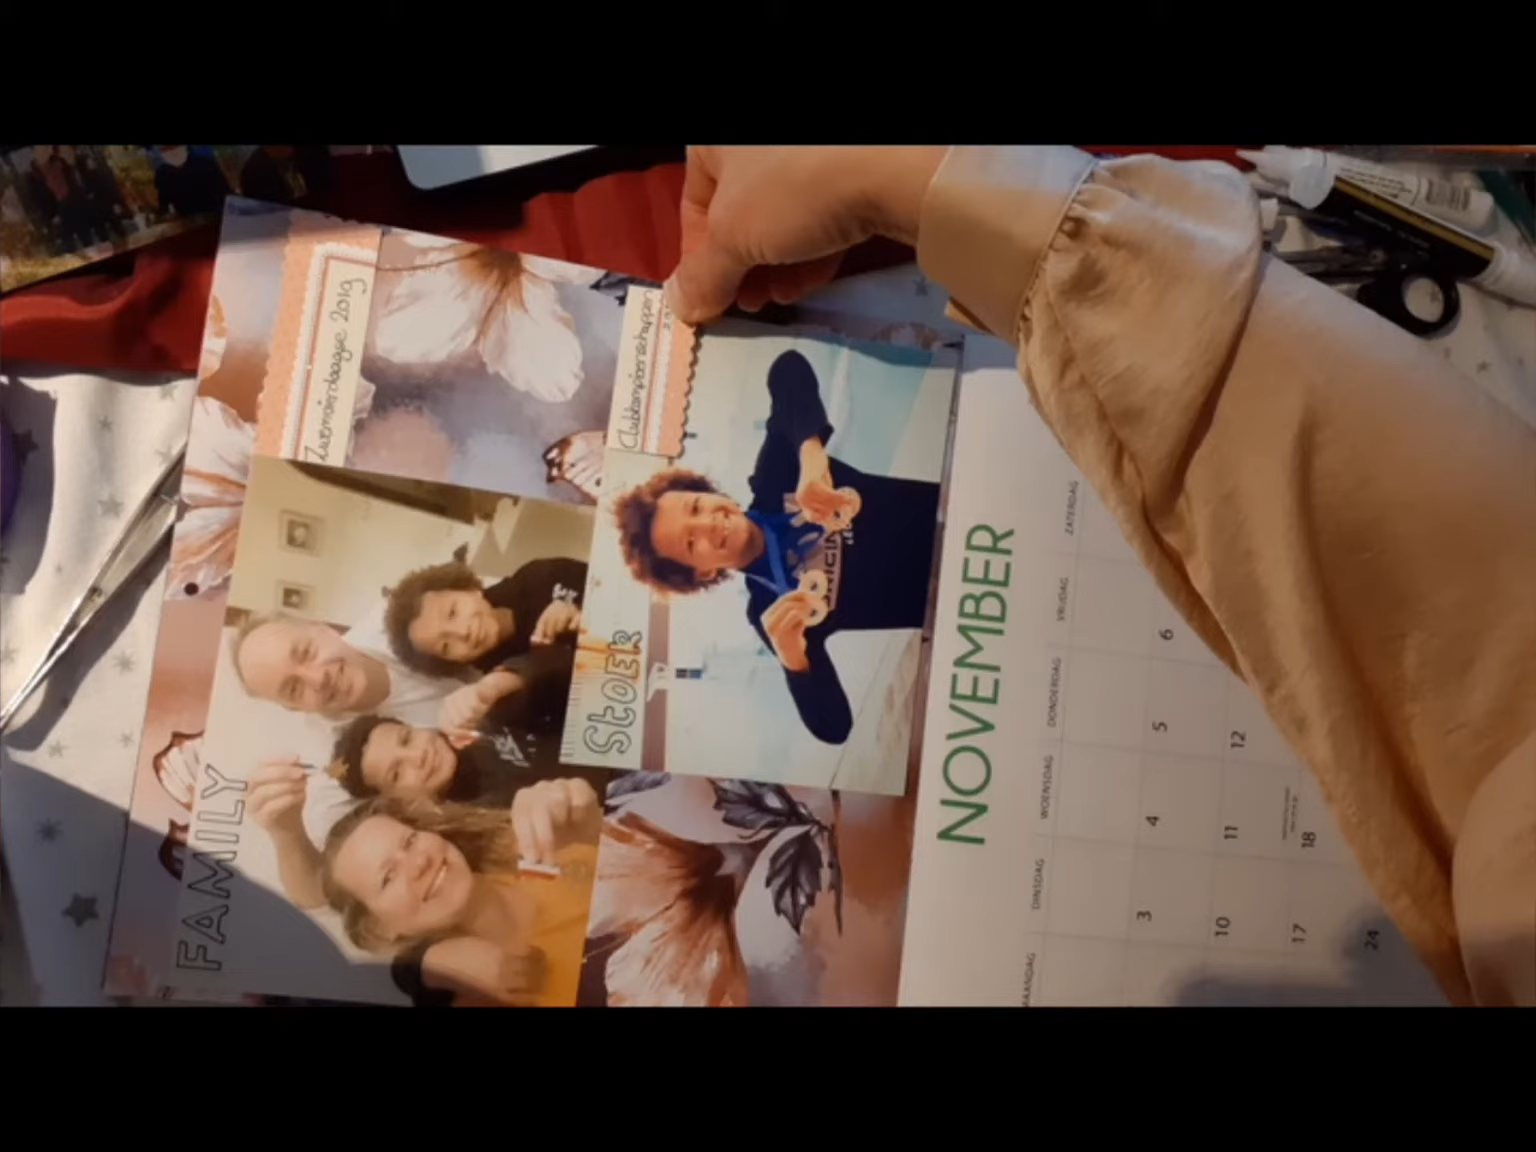 Zwemvierdaagse 2019
FAMILY
Clubkampioenschappen
StOER
NOVEMBER
MAANDAG DINSDAG WOENSDAG DONDERDAG VRIJDAG ZATERDAG
3 4 5 6
10 11 12
17 18
24